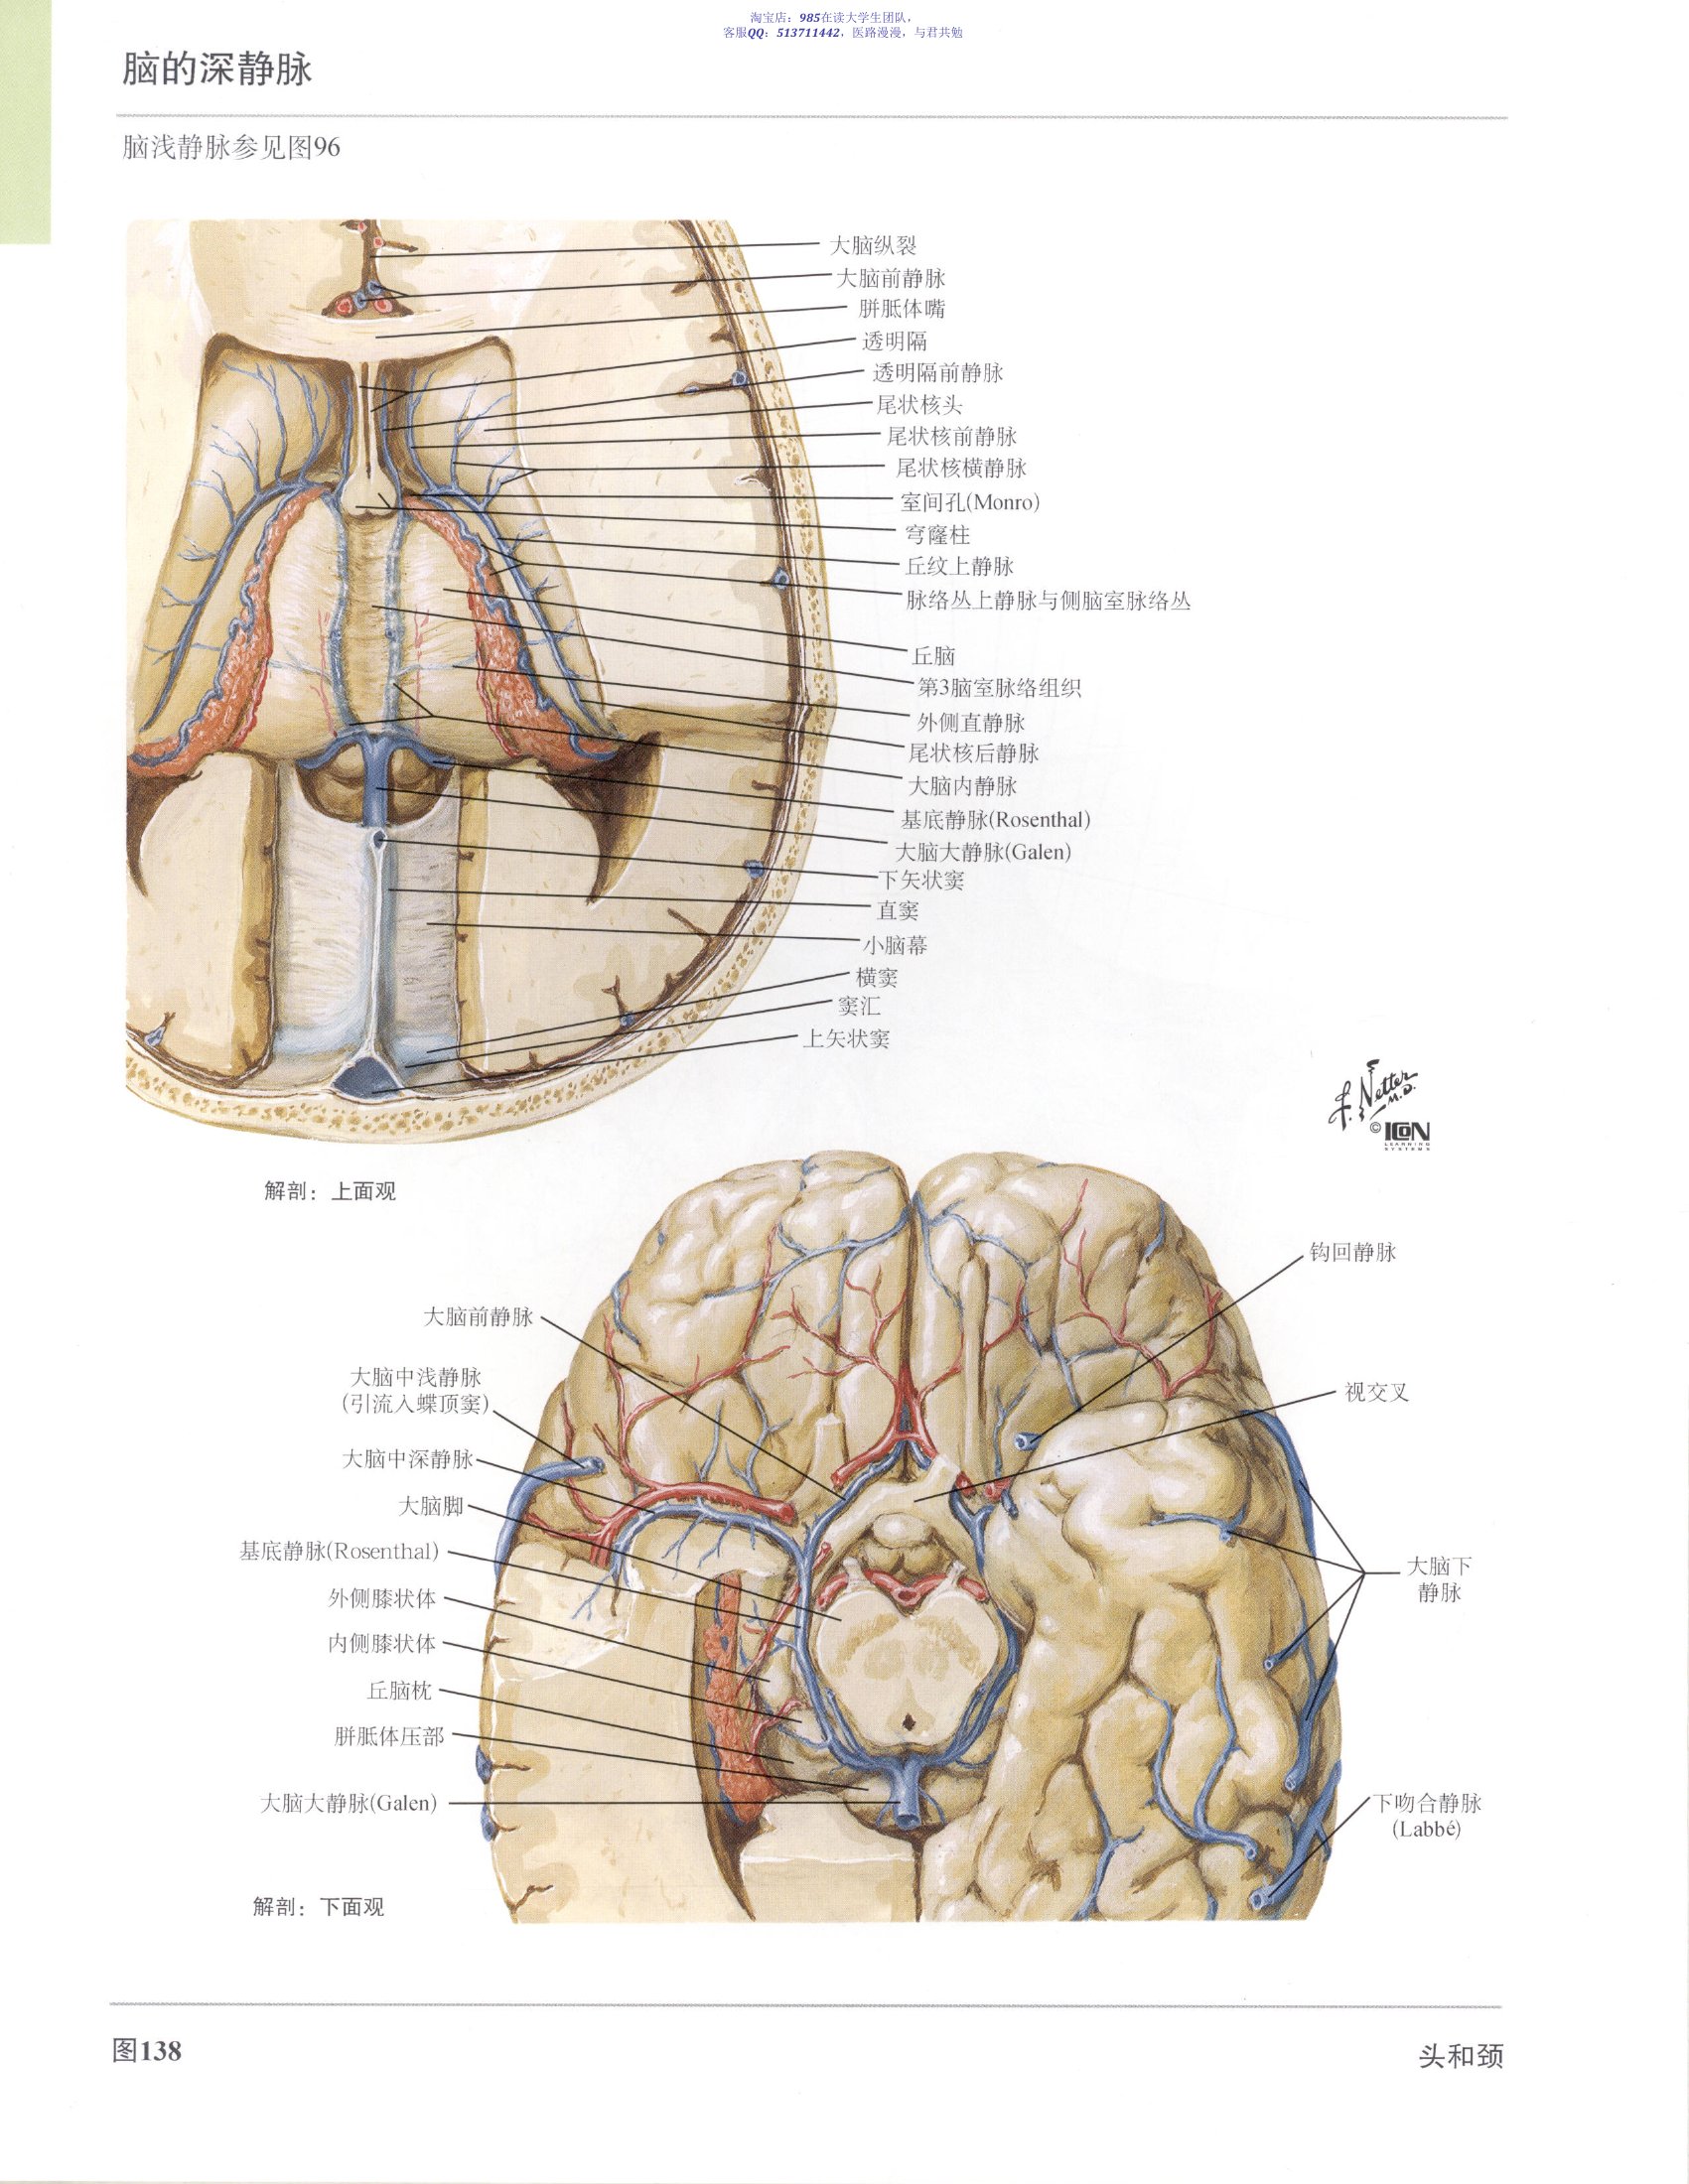 淘宝店：985在读大学生团队，
客服QQ：513711442，医路漫漫，与君共勉
脑的深静脉
脑浅静脉参见图96
大脑纵裂
大脑前静脉
胼胝体嘴
透明隔
透明隔前静脉
尾状核头
尾状核前静脉
尾状核横静脉
室间孔(Monro)
穹窿柱
丘纹上静脉
脉络丛上静脉与侧脑室脉络丛
丘脑
第3脑室脉络组织
外侧直静脉
尾状核后静脉
大脑内静脉
基底静脉(Rosenthal)
大脑大静脉(Galen)
下矢状窦
直窦
小脑幕
横窦
窦汇
上矢状窦
F. Netter
M.D.
© ICON
LEARNING
SYSTEMS
解剖：上面观
钩回静脉
大脑前静脉
大脑中浅静脉
(引流入蝶顶窦)
视交叉
大脑中深静脉
大脑脚
基底静脉(Rosenthal)
大脑下
静脉
外侧膝状体
内侧膝状体
丘脑枕
胼胝体压部
大脑大静脉(Galen)
下吻合静脉
(Labbé)
解剖：下面观
图138
头和颈